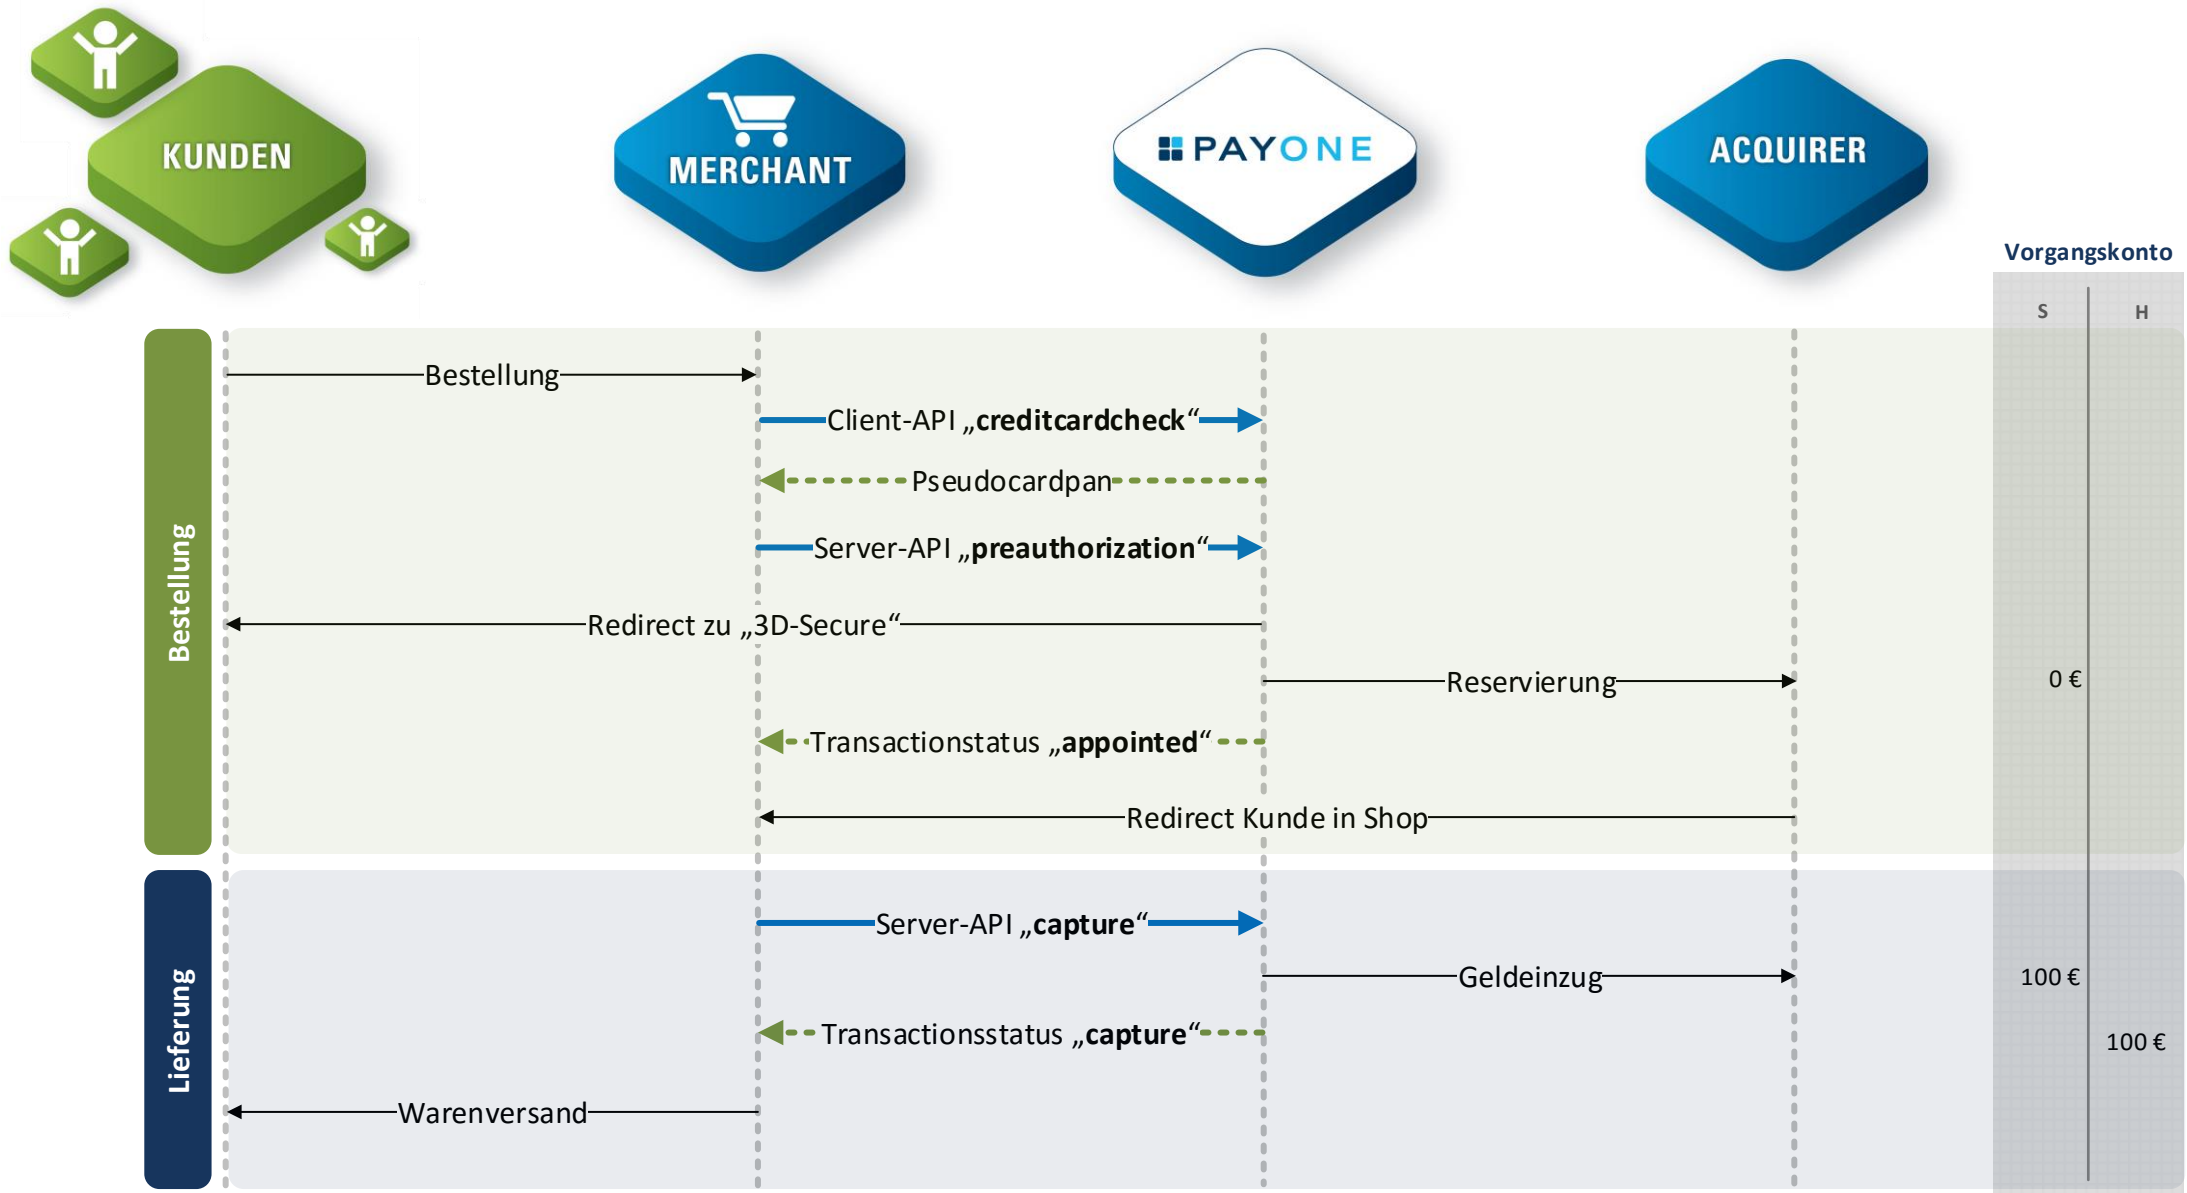 KUNDEN
MERCHANT
PAYONE
ACQUIRER
Vorgangskonto
S
H
Bestellung
Bestellung
Client-API „creditcardcheck“
Pseudocardpan
Server-API „preauthorization“
Redirect zu „3D-Secure“
Reservierung
0 €
Transactionstatus „appointed“
Redirect Kunde in Shop
Lieferung
Server-API „capture“
Geldeinzug
100 €
Transactionsstatus „capture“
100 €
Warenversand